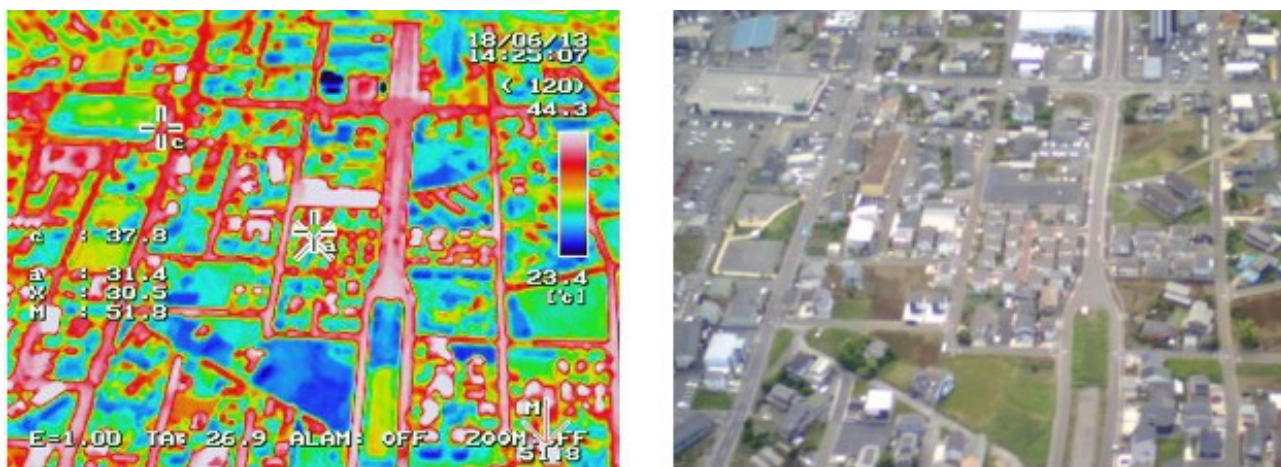 18/06/13
14:25:07
( 120)
44.3
c
a
c : 37.8
a : 31.4
X : 30.5
M : 51.8
23.4
[℃]
M
E=1.00 TA: 26.9 ALAM: OFF ZOOM:OFF
51.8